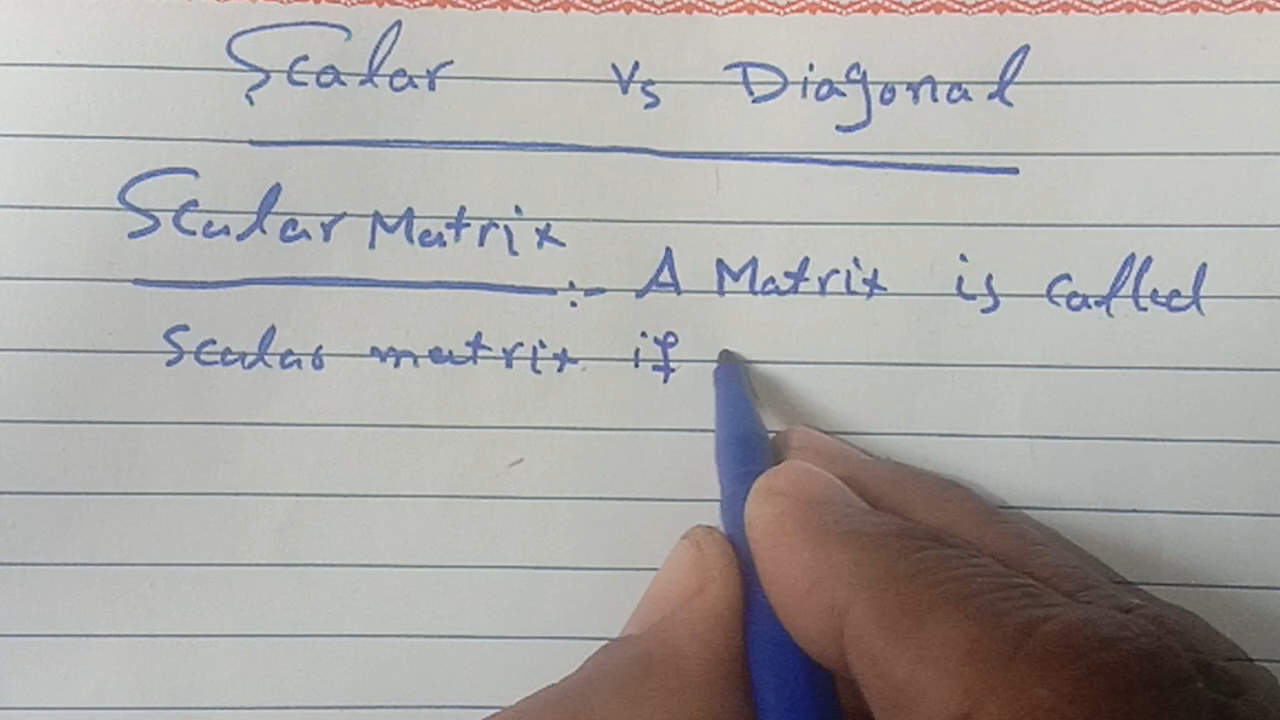 Scalar Vs Diagonal
Scalar Matrix :- A Matrix is called
Scalar matrix if